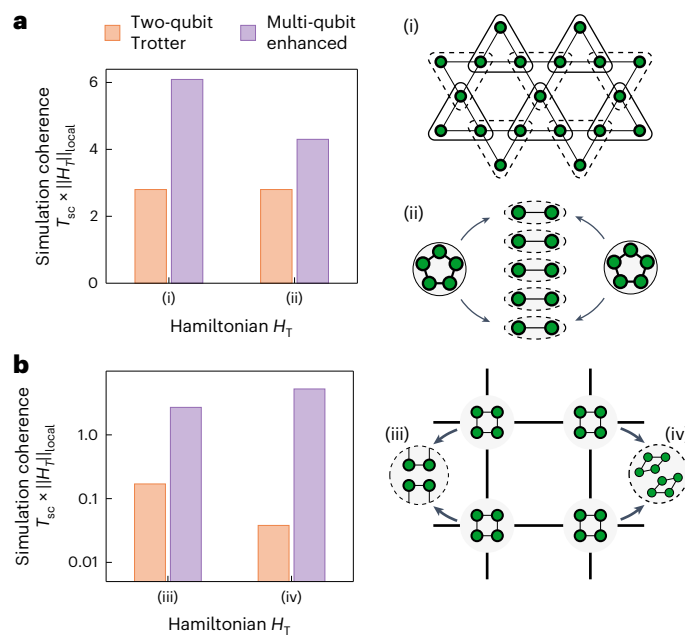 a
Two-qubit
Trotter
Multi-qubit
enhanced
Simulation coherence
T_sc × ||H_T||_local
6
4
2
0
(i)
(ii)
Hamiltonian H_T
(i)
(ii)
b
Simulation coherence
T_sc × ||H_T||_local
1.0
0.1
0.01
(iii)
(iv)
Hamiltonian H_T
(iii)
(iv